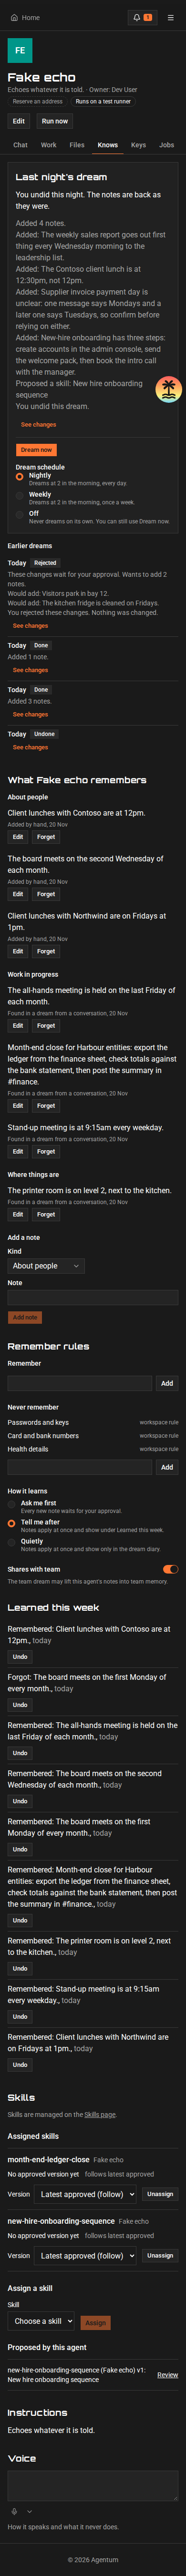 Home
1
FE
Fake echo
Echoes whatever it is told. · Owner: Dev User
Reserve an address
Runs on a test runner
Edit
Run now
Chat
Work
Files
Knows
Keys
Jobs
Last night's dream
You undid this night. The notes are back as
they were.
Added 4 notes.
Added: The weekly sales report goes out first
thing every Wednesday morning to the
leadership list.
Added: The Contoso client lunch is at
12:30pm, not 12pm.
Added: Supplier invoice payment day is
unclear: one message says Mondays and a
later one says Tuesdays, so confirm before
relying on either.
Added: New-hire onboarding has three steps:
create accounts in the admin console, send
the welcome pack, then book the intro call
with the manager.
Proposed a skill: New hire onboarding
sequence
You undid this dream.
See changes
Dream now
Dream schedule
Nightly
Dreams at 2 in the morning, every day.
Weekly
Dreams at 2 in the morning, once a week.
Off
Never dreams on its own. You can still use Dream now.
Earlier dreams
Today Rejected
These changes wait for your approval. Wants to add 2
notes.
Would add: Visitors park in bay 12.
Would add: The kitchen fridge is cleaned on Fridays.
You rejected these changes. Nothing was changed.
See changes
Today Done
Added 1 note.
See changes
Today Done
Added 3 notes.
See changes
Today Undone
See changes
What Fake echo remembers
About people
Client lunches with Contoso are at 12pm.
Added by hand, 20 Nov
Edit Forget
The board meets on the second Wednesday of
each month.
Added by hand, 20 Nov
Edit Forget
Client lunches with Northwind are on Fridays at
1pm.
Added by hand, 20 Nov
Edit Forget
Work in progress
The all-hands meeting is held on the last Friday of
each month.
Found in a dream from a conversation, 20 Nov
Edit Forget
Month-end close for Harbour entities: export the
ledger from the finance sheet, check totals against
the bank statement, then post the summary in
#finance.
Found in a dream from a conversation, 20 Nov
Edit Forget
Stand-up meeting is at 9:15am every weekday.
Found in a dream from a conversation, 20 Nov
Edit Forget
Where things are
The printer room is on level 2, next to the kitchen.
Found in a dream from a conversation, 20 Nov
Edit Forget
Add a note
Kind
About people
Note
Add note
Remember rules
Remember
Add
Never remember
Passwords and keys workspace rule
Card and bank numbers workspace rule
Health details workspace rule
Add
How it learns
Ask me first
Every new note waits for your approval.
Tell me after
Notes apply at once and show under Learned this week.
Quietly
Notes apply at once and show only in the dream diary.
Shares with team
The team dream may lift this agent's notes into team memory.
Learned this week
Remembered: Client lunches with Contoso are at
12pm., today
Undo
Forgot: The board meets on the first Monday of
every month., today
Undo
Remembered: The all-hands meeting is held on the
last Friday of each month., today
Undo
Remembered: The board meets on the second
Wednesday of each month., today
Undo
Remembered: The board meets on the first
Monday of every month., today
Undo
Remembered: Month-end close for Harbour
entities: export the ledger from the finance sheet,
check totals against the bank statement, then post
the summary in #finance., today
Undo
Remembered: The printer room is on level 2, next
to the kitchen., today
Undo
Remembered: Stand-up meeting is at 9:15am
every weekday., today
Undo
Remembered: Client lunches with Northwind are
on Fridays at 1pm., today
Undo
Skills
Skills are managed on the Skills page.
Assigned skills
month-end-ledger-close Fake echo
No approved version yet follows latest approved
Version Latest approved (follow) Unassign
new-hire-onboarding-sequence Fake echo
No approved version yet follows latest approved
Version Latest approved (follow) Unassign
Assign a skill
Skill
Choose a skill Assign
Proposed by this agent
new-hire-onboarding-sequence (Fake echo) v1:
New hire onboarding sequence
Review
Instructions
Echoes whatever it is told.
Voice
How it speaks and what it never does.
© 2026 Agentum